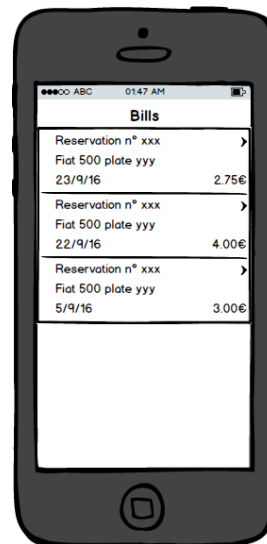 ABC 01:47 AM
Bills
Reservation n° xxx
Fiat 500 plate yyy
23/9/16 2.75€
Reservation n° xxx
Fiat 500 plate yyy
22/9/16 4.00€
Reservation n° xxx
Fiat 500 plate yyy
5/9/16 3.00€